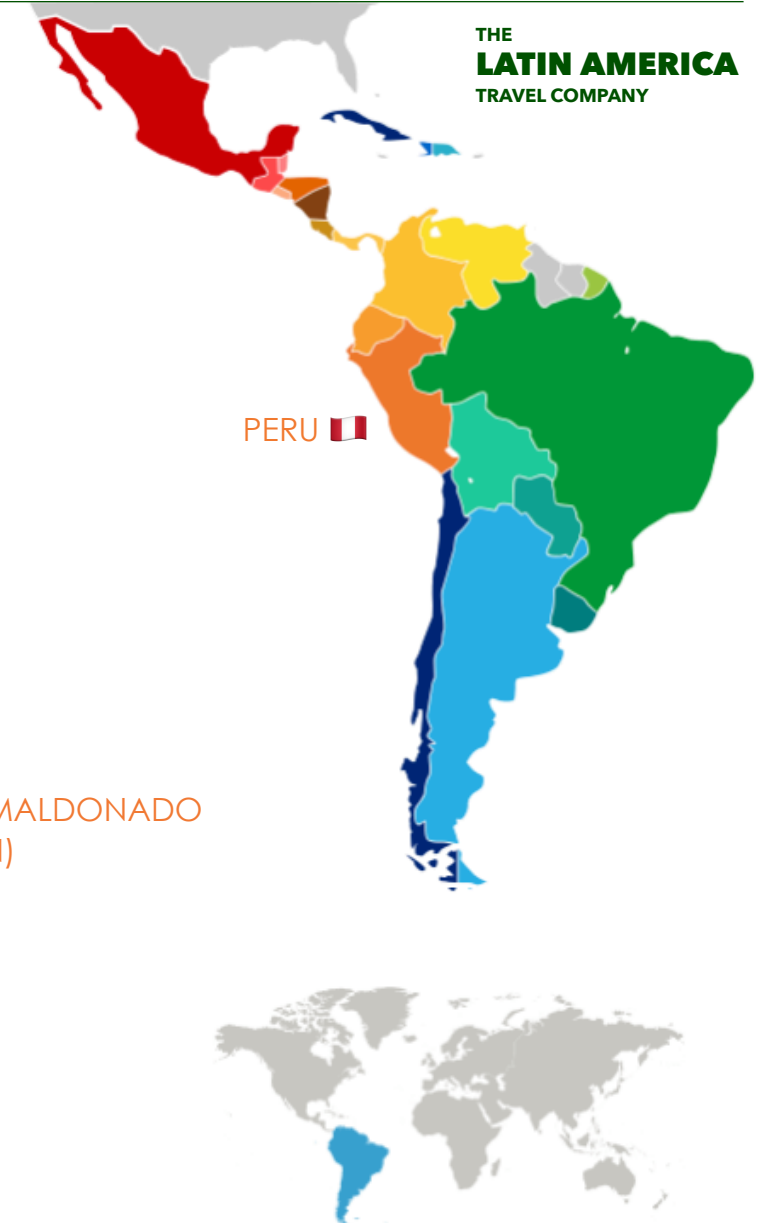 THE
LATIN AMERICA
TRAVEL COMPANY
PERU 🇵🇪
MALDONADO
)